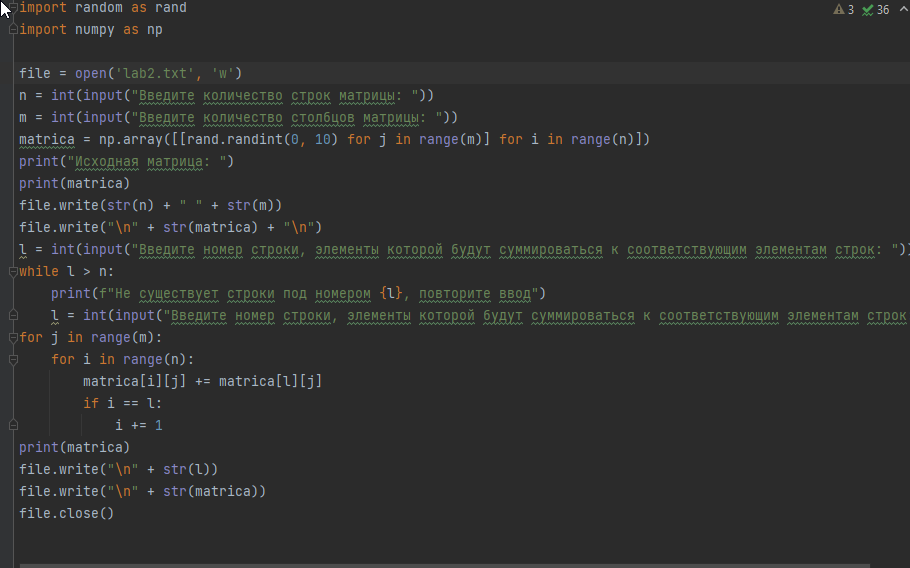 import random as rand
import numpy as np
3 36
file = open('lab2.txt', 'w')
n = int(input("Введите количество строк матрицы: "))
m = int(input("Введите количество столбцов матрицы: "))
matrica = np.array([[rand.randint(0, 10) for j in range(m)] for i in range(n)])
print("Исходная матрица: ")
print(matrica)
file.write(str(n) + " " + str(m))
file.write("\n" + str(matrica) + "\n")
l = int(input("Введите номер строки, элементы которой будут суммироваться к соответствующим элементам строк: "))
while l > n:
    print(f"Не существует строки под номером {l}, повторите ввод")
    l = int(input("Введите номер строки, элементы которой будут суммироваться к соответствующим элементам строк
for j in range(m):
    for i in range(n):
        matrica[i][j] += matrica[l][j]
        if i == l:
            i += 1
print(matrica)
file.write("\n" + str(l))
file.write("\n" + str(matrica))
file.close()